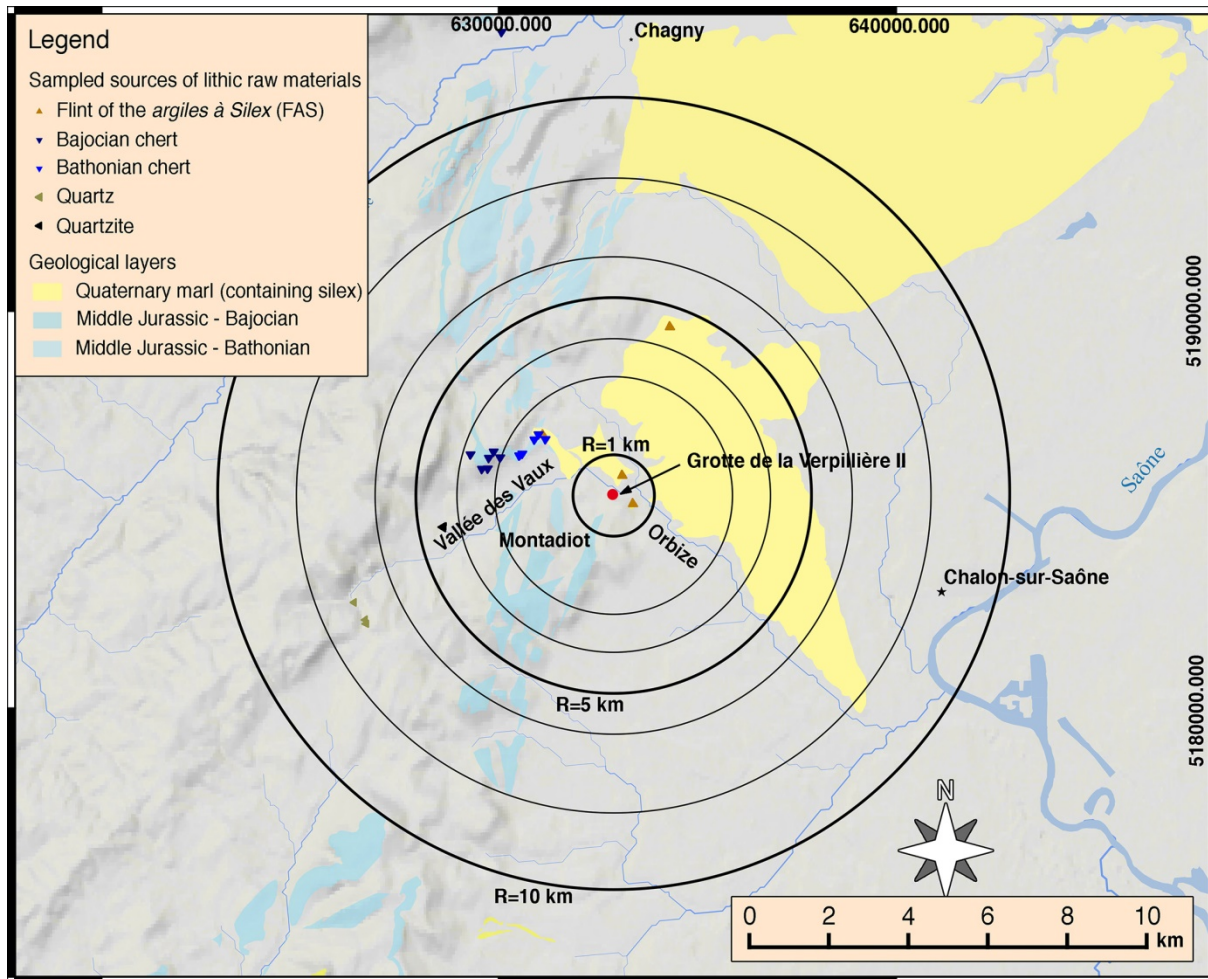 Legend
Sampled sources of lithic raw materials
Flint of the argiles à Silex (FAS)
Bajocian chert
Bathonian chert
Quartz
Quartzite
Geological layers
Quaternary marl (containing silex)
Middle Jurassic - Bajocian
Middle Jurassic - Bathonian
630000.000
640000.000
Chagny
5190000.000
R=1 km
Grotte de la Verpillière II
Saône
Vallée des Vaux
Montadiot
Orbize
Chalon-sur-Saône
R=5 km
5180000.000
N
R=10 km
0 2 4 6 8 10
km